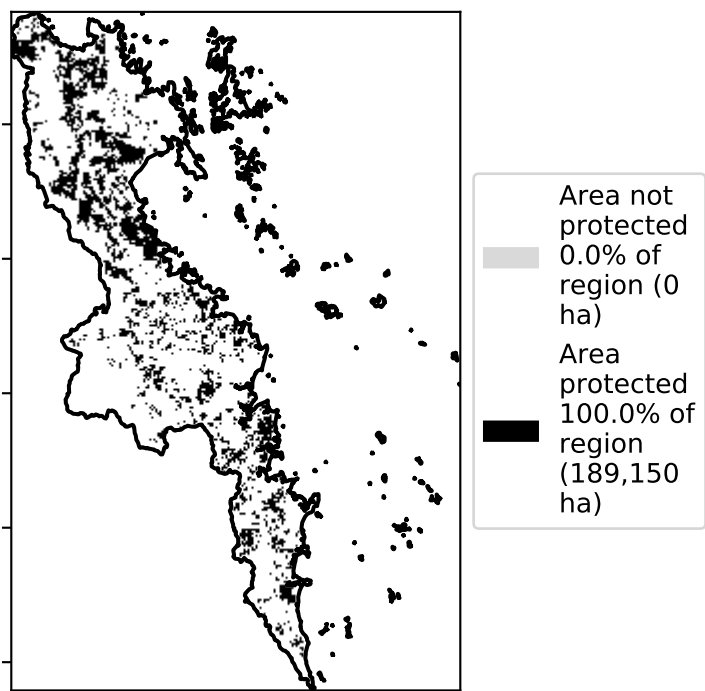 Area not
protected
0.0% of
region (0
ha)
Area
protected
100.0% of
region
(189,150
ha)